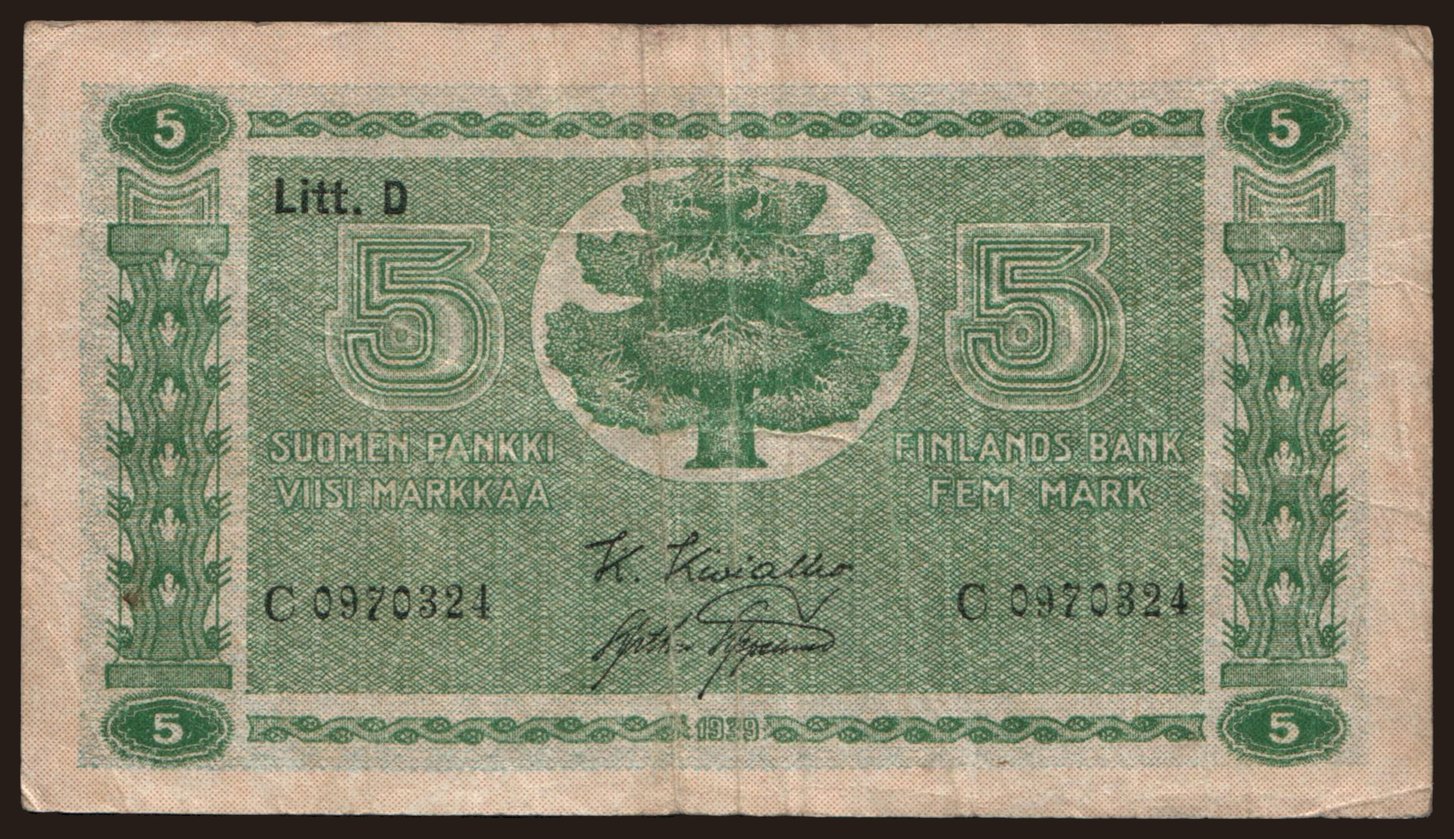 5 5
Litt. D
5 5
SUOMEN PANKKI FINLANDS BANK
VIISI MARKKAA FEM MARK
K. Kivialho
C 0970324 C 0970324
5 1939 5